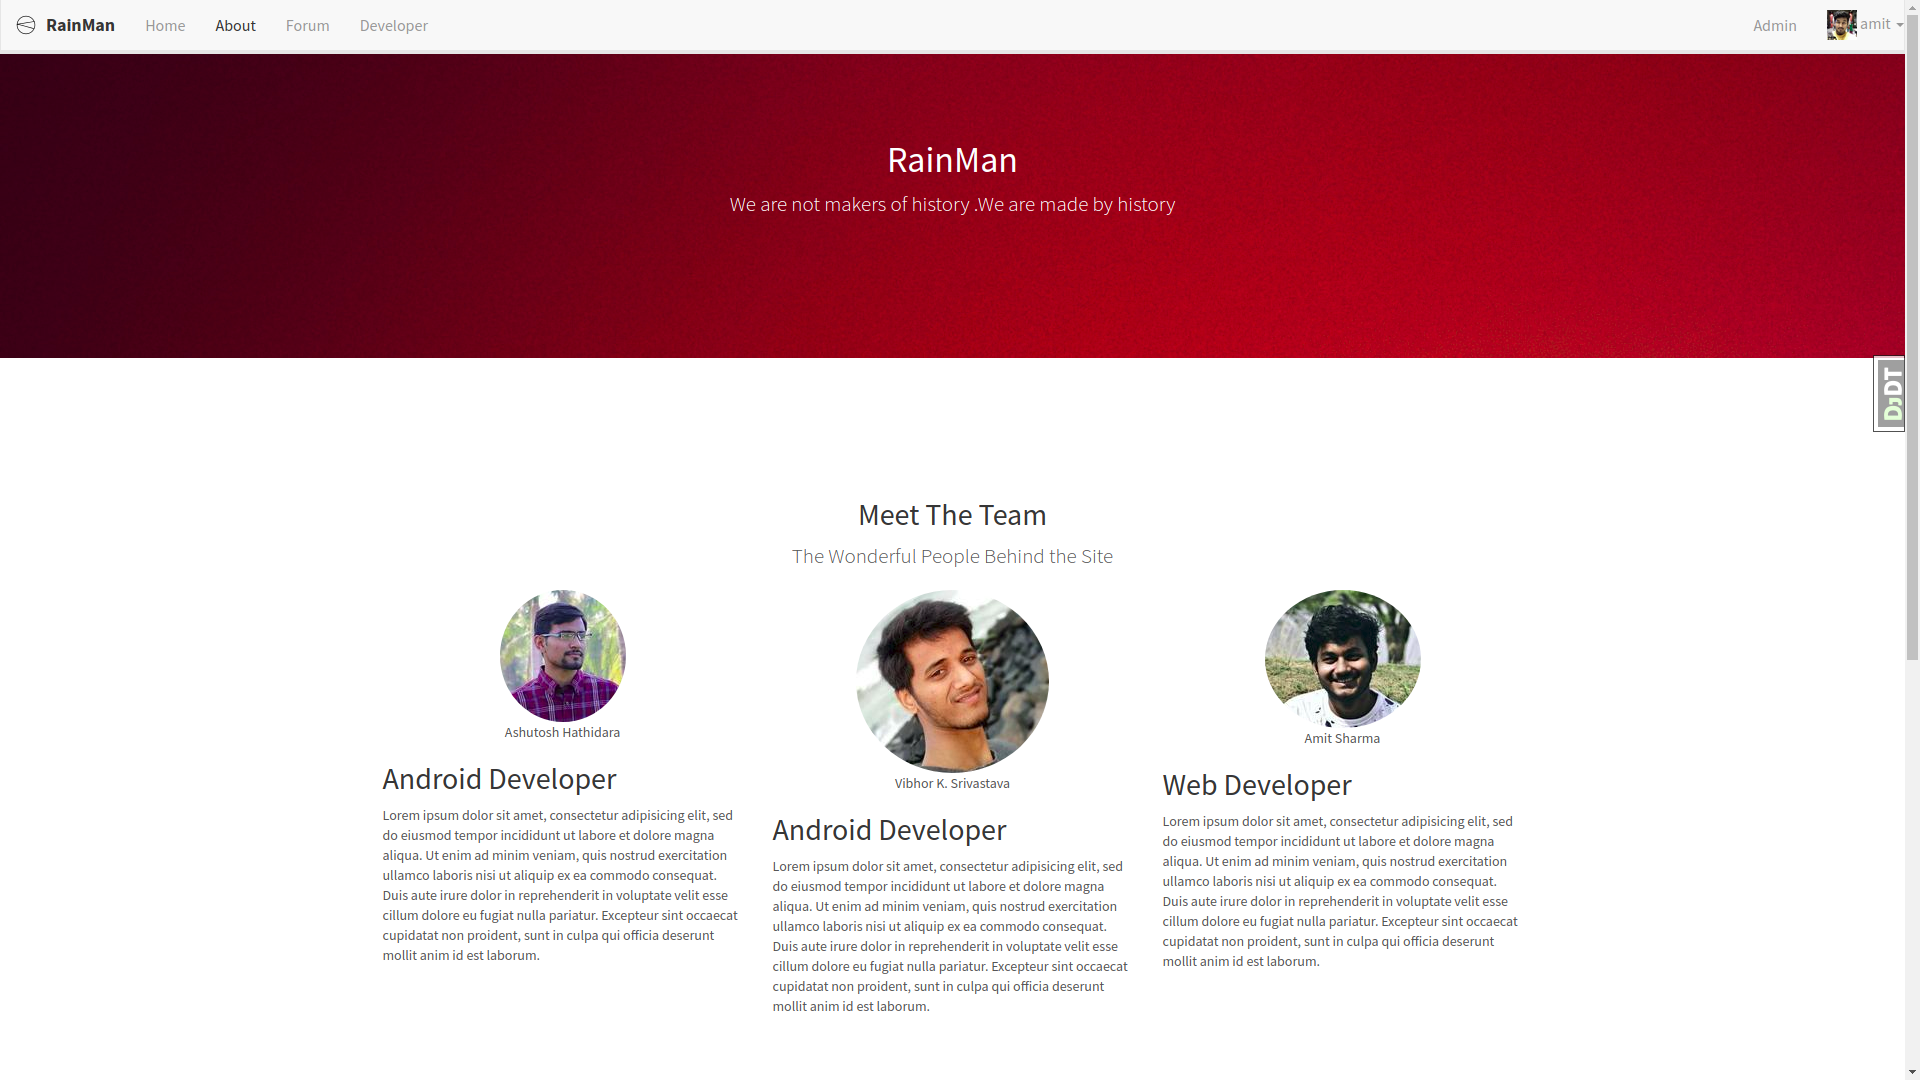 RainMan Home About Forum Developer Admin amit
RainMan
We are not makers of history .We are made by history
DJDT
Meet The Team
The Wonderful People Behind the Site
Ashutosh Hathidara
Android Developer
Lorem ipsum dolor sit amet, consectetur adipisicing elit, sed
do eiusmod tempor incididunt ut labore et dolore magna
aliqua. Ut enim ad minim veniam, quis nostrud exercitation
ullamco laboris nisi ut aliquip ex ea commodo consequat.
Duis aute irure dolor in reprehenderit in voluptate velit esse
cillum dolore eu fugiat nulla pariatur. Excepteur sint occaecat
cupidatat non proident, sunt in culpa qui officia deserunt
mollit anim id est laborum.
Vibhor K. Srivastava
Android Developer
Lorem ipsum dolor sit amet, consectetur adipisicing elit, sed
do eiusmod tempor incididunt ut labore et dolore magna
aliqua. Ut enim ad minim veniam, quis nostrud exercitation
ullamco laboris nisi ut aliquip ex ea commodo consequat.
Duis aute irure dolor in reprehenderit in voluptate velit esse
cillum dolore eu fugiat nulla pariatur. Excepteur sint occaecat
cupidatat non proident, sunt in culpa qui officia deserunt
mollit anim id est laborum.
Amit Sharma
Web Developer
Lorem ipsum dolor sit amet, consectetur adipisicing elit, sed
do eiusmod tempor incididunt ut labore et dolore magna
aliqua. Ut enim ad minim veniam, quis nostrud exercitation
ullamco laboris nisi ut aliquip ex ea commodo consequat.
Duis aute irure dolor in reprehenderit in voluptate velit esse
cillum dolore eu fugiat nulla pariatur. Excepteur sint occaecat
cupidatat non proident, sunt in culpa qui officia deserunt
mollit anim id est laborum.